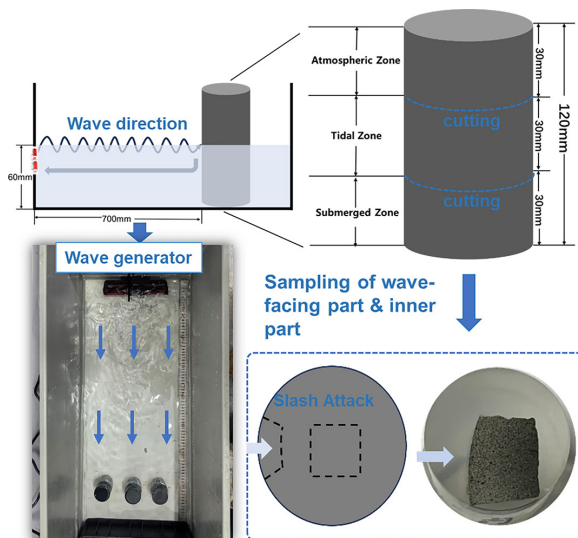 Atmospheric Zone
30mm
Wave direction
cutting
Tidal Zone
30mm
120mm
60mm
cutting
Submerged Zone
30mm
700mm
Wave generator
Sampling of wave-
facing part & inner
part
Slash Attack